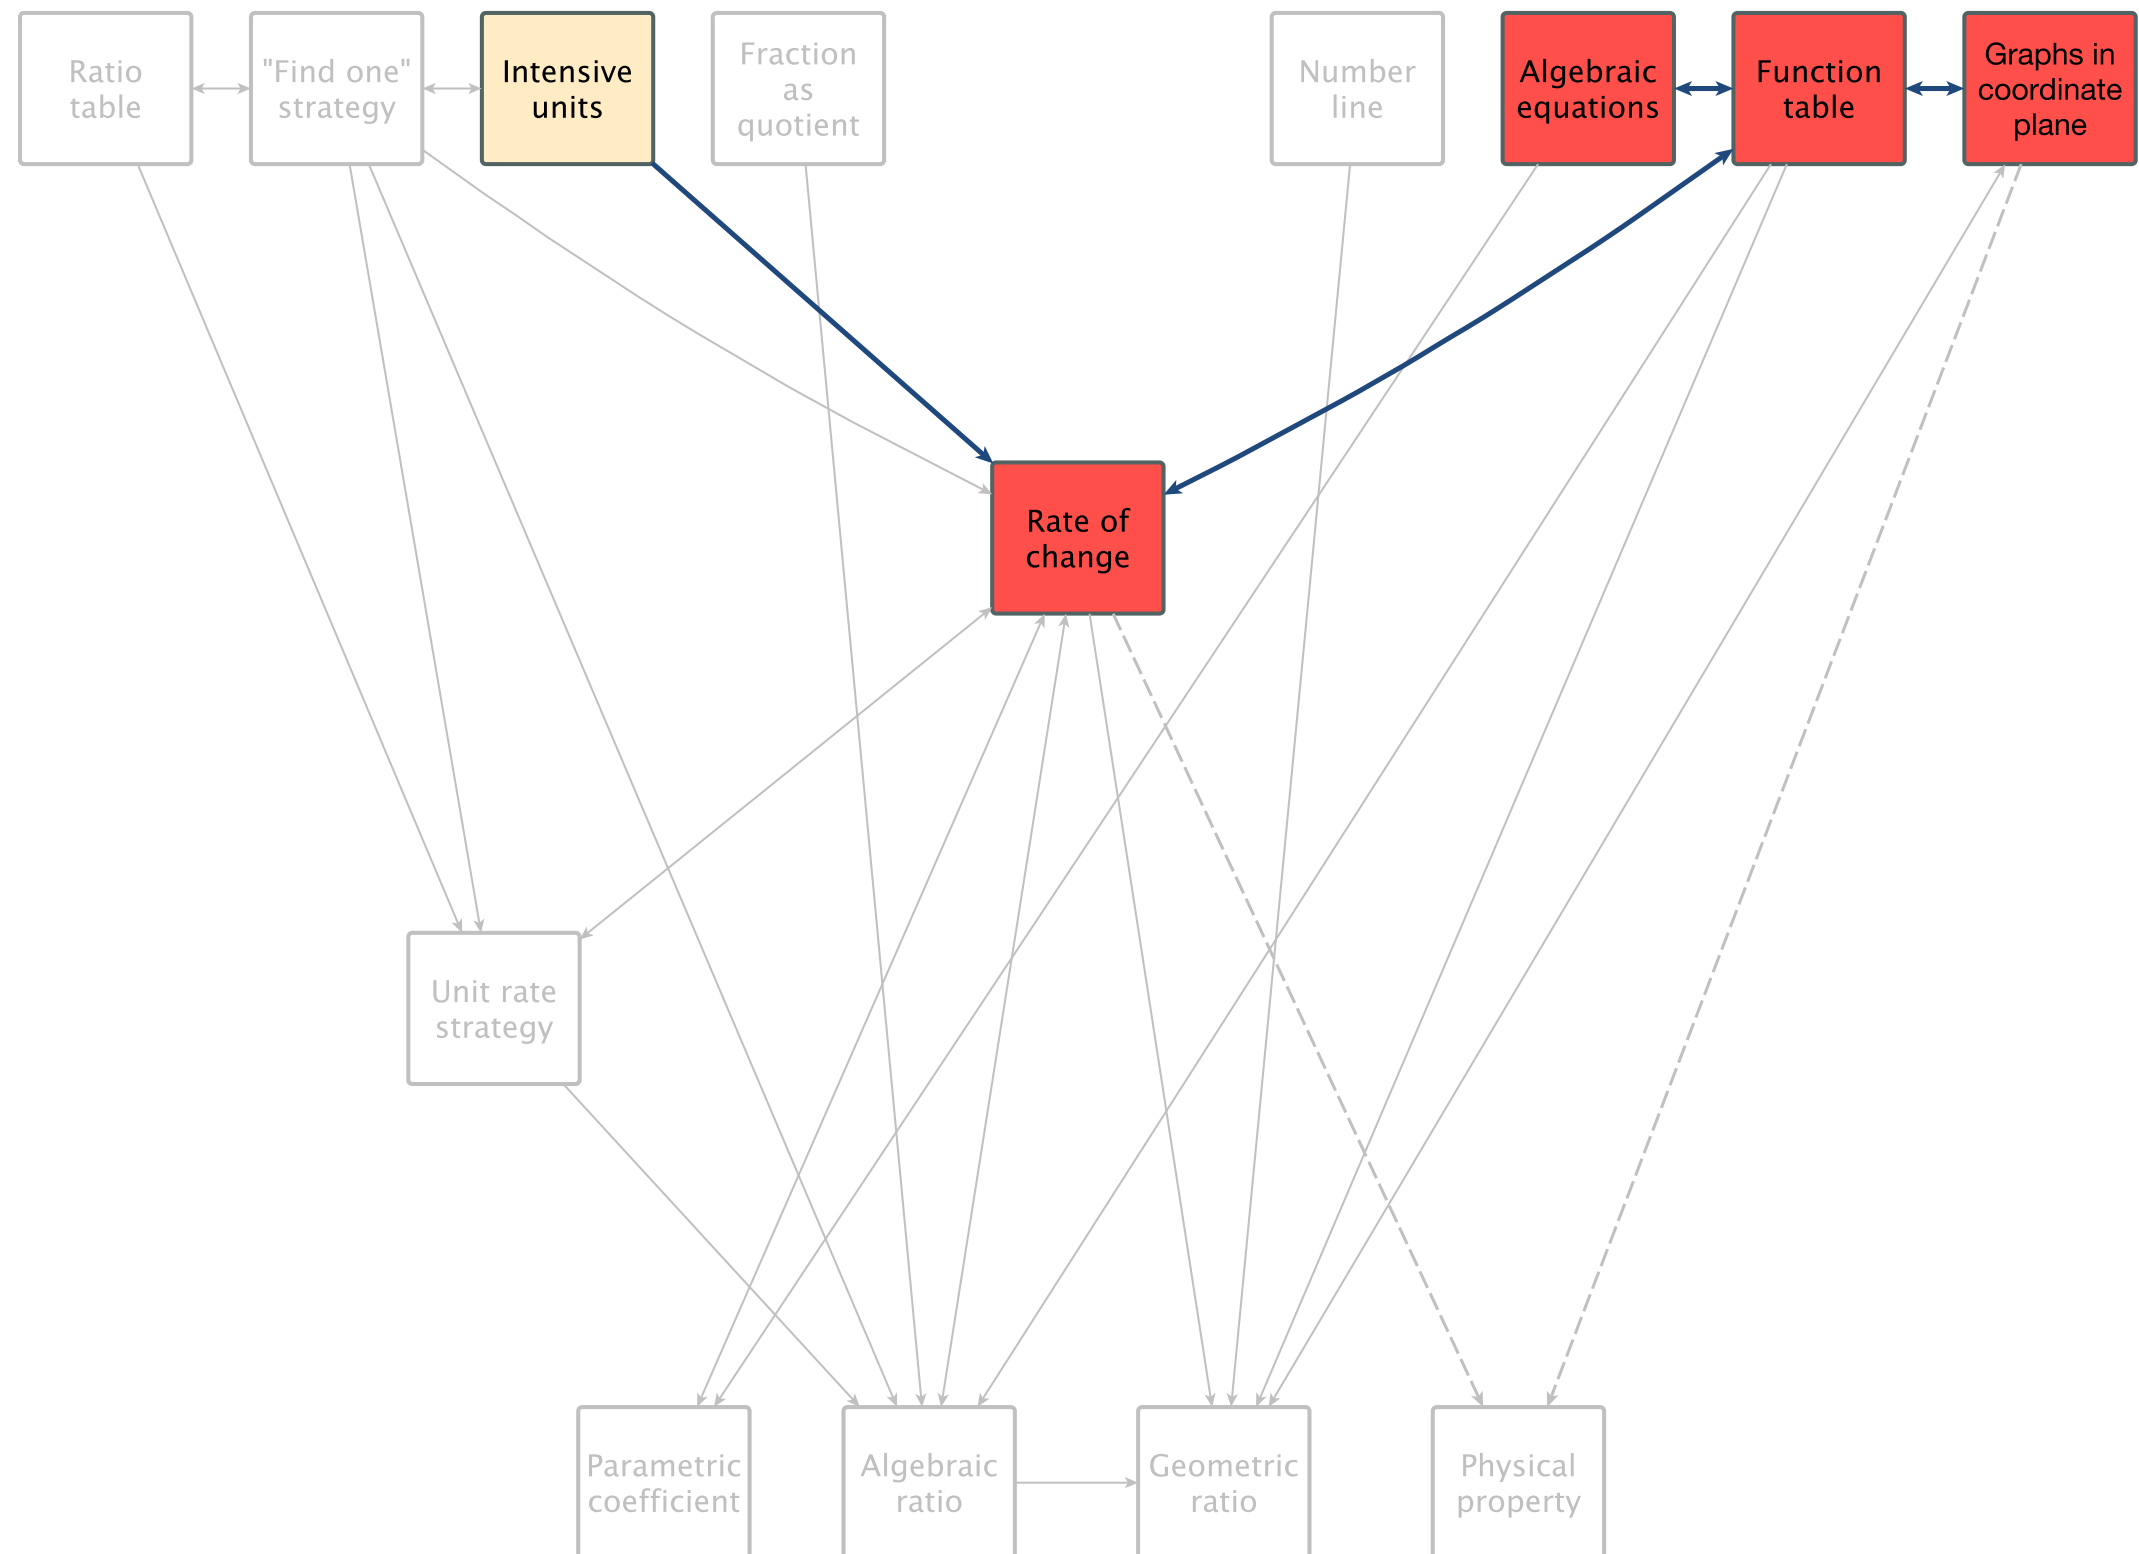 Ratio
table
"Find one"
strategy
Intensive
units
Fraction
as
quotient
Number
line
Algebraic
equations
Function
table
Graphs in
coordinate
plane
Rate of
change
Unit rate
strategy
Parametric
coefficient
Algebraic
ratio
Geometric
ratio
Physical
property